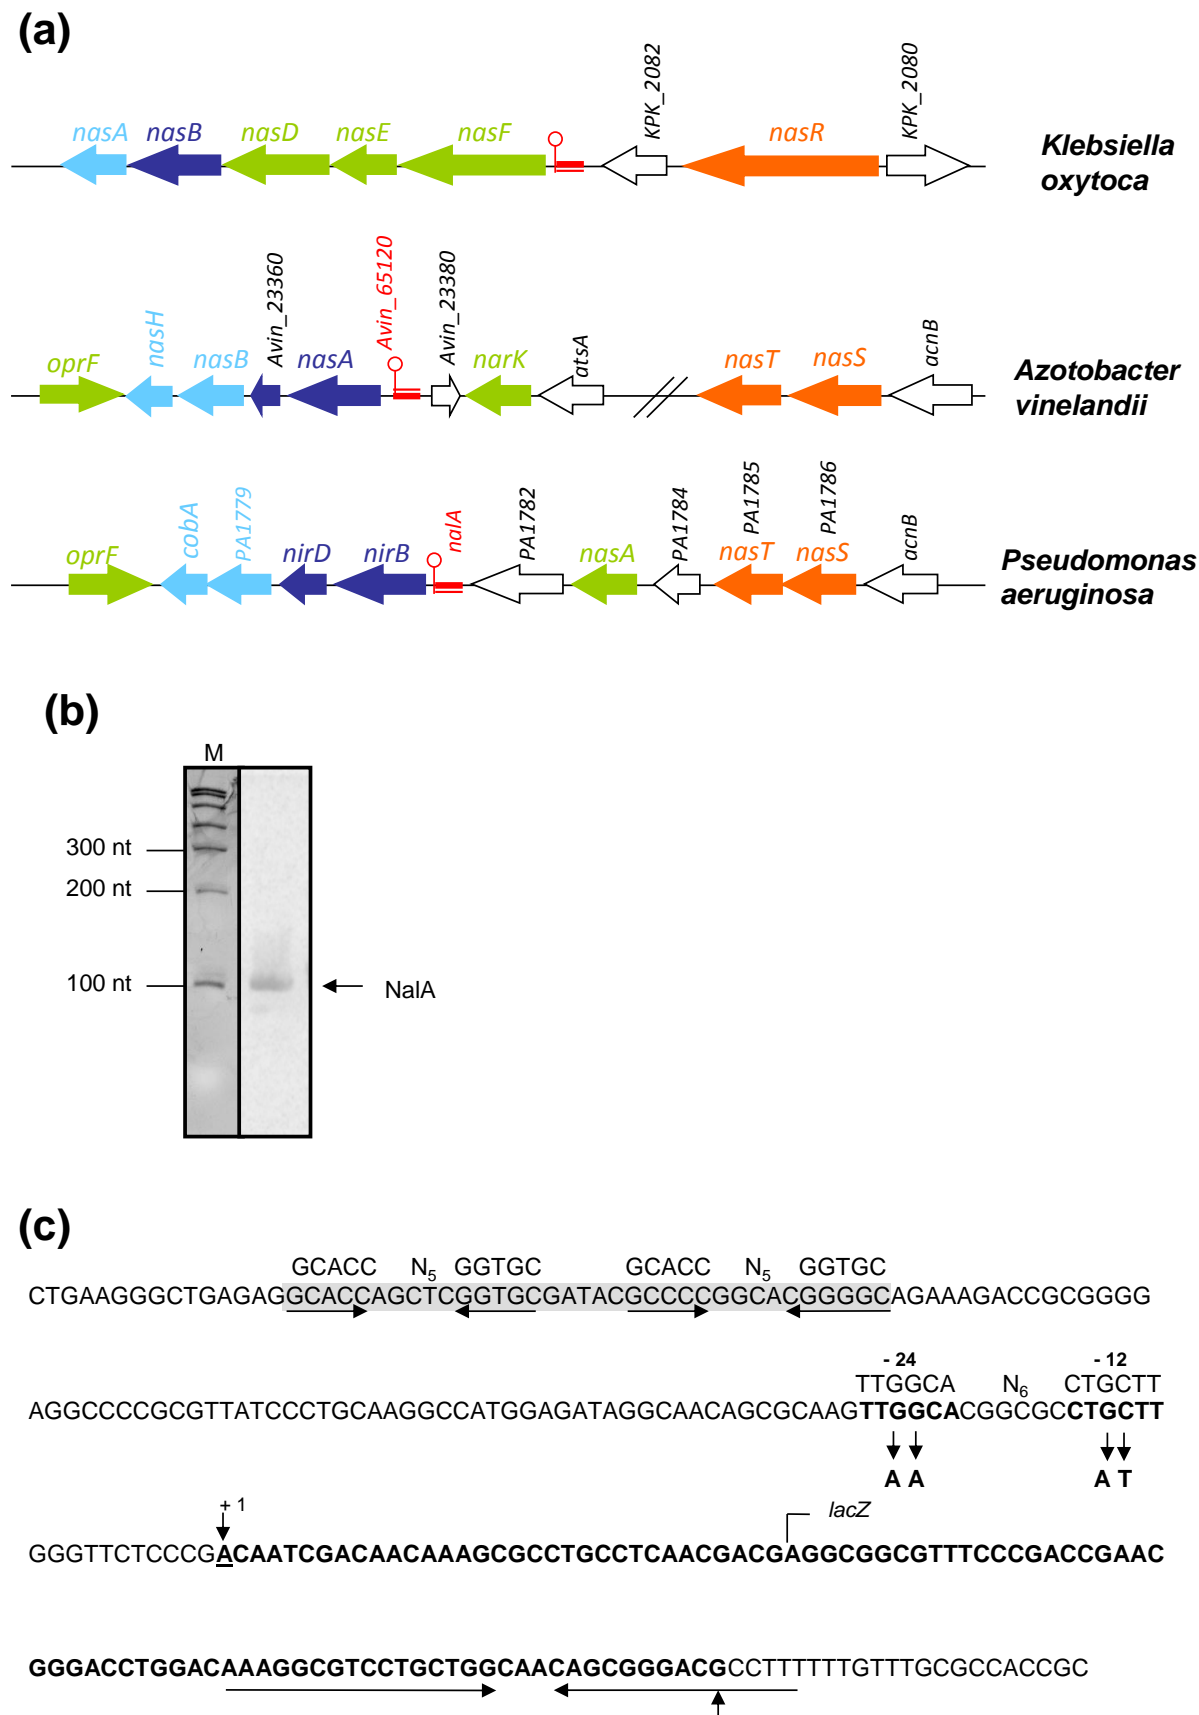 (a)
KPK_2082
KPK_2080
nasA nasB nasD nasE nasF nasR
Klebsiella
oxytoca
Avin_23360
Avin_65120
Avin_23380
oprF nasH nasB nasA narK atsA nasT nasS acnB
Azotobacter
vinelandii
PA1785
PA1786
oprF cobA PA1779 nirD nirB nalA PA1782 nasA PA1784 nasT nasS acnB
Pseudomonas
aeruginosa
(b)
M
300 nt
200 nt
100 nt
NalA
(c)
GCACC N5 GGTGC GCACC N5 GGTGC
CTGAAGGGCTGAGAGGCACCAGCTCGGTGCGATACGCCCCGGCACGGGGCAGAAAGACCGCGGGG
- 24 - 12
TTGGCA N6 CTGCTT
AGGCCCCGCGTTATCCCTGCAAGGCCATGGAGATAGGCAACAGCGCAAGTTGGCACGGCGCCTGCTT
A A A T
+ 1 lacZ
GGGTTCTCCCGACAATCGACAACAAAGCGCCTGCCTCAACGACGAGGCGGCGTTTCCCGACCGAAC
GGGACCTGGACAAAGGCGTCCTGCTGGCAACAGCGGGACGCCTTTTTTGTTTGCGCCACCGC